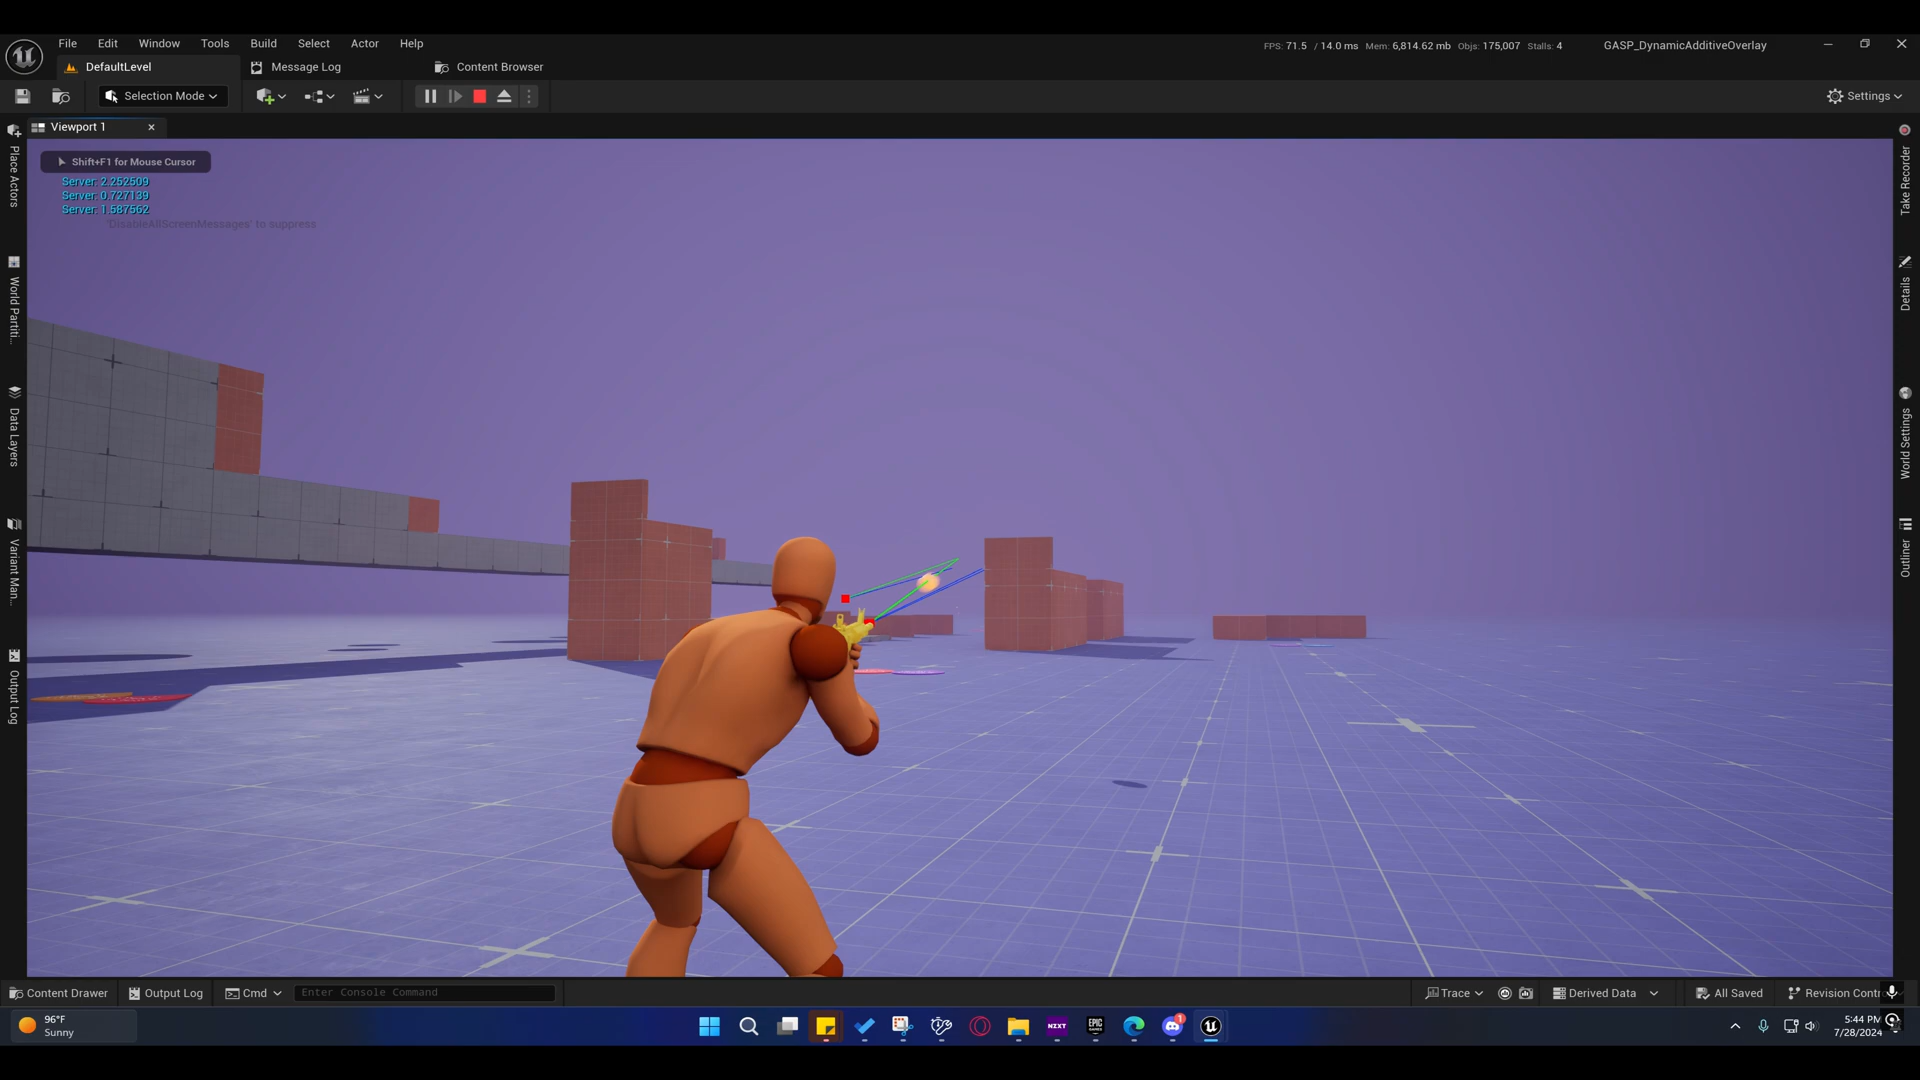 File Edit Window Tools Build Select Actor Help
FPS: 71.5 / 14.0 ms Mem: 6,814.62 mb Objs: 175,007 Stalls: 4
GASP_DynamicAdditiveOverlay
DefaultLevel
Message Log
Content Browser
Selection Mode
Settings
Viewport 1
Shift+F1 for Mouse Cursor
Server: 2.252509
Server: 0.727139
Server: 1.587562
'DisableAllScreenMessages' to suppress
Place Actors
World Partiti...
Data Layers
Variant Man...
Output Log
Take Recorder
Details
World Settings
Outliner
Content Drawer
Output Log
Cmd
Enter Console Command
Trace
Derived Data
All Saved
Revision Contr
96°F
Sunny
NZXT
EPIC
GAMES
1
5:44 PM
7/28/2024